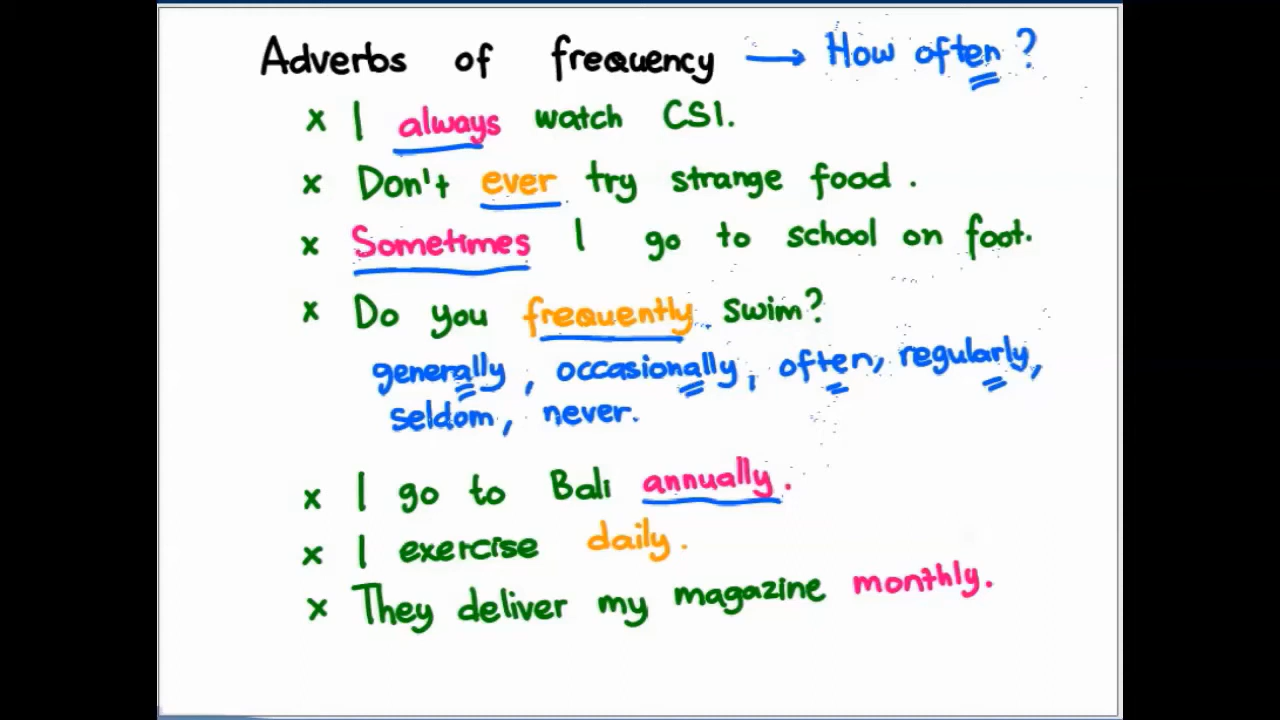 Adverbs of frequency → How often?
x I always watch CSI.
x Don't ever try strange food.
x Sometimes I go to school on foot.
x Do you frequently swim?
generally, occasionally, often, regularly,
seldom, never.
x I go to Bali annually.
x I exercise daily.
x They deliver my magazine monthly.